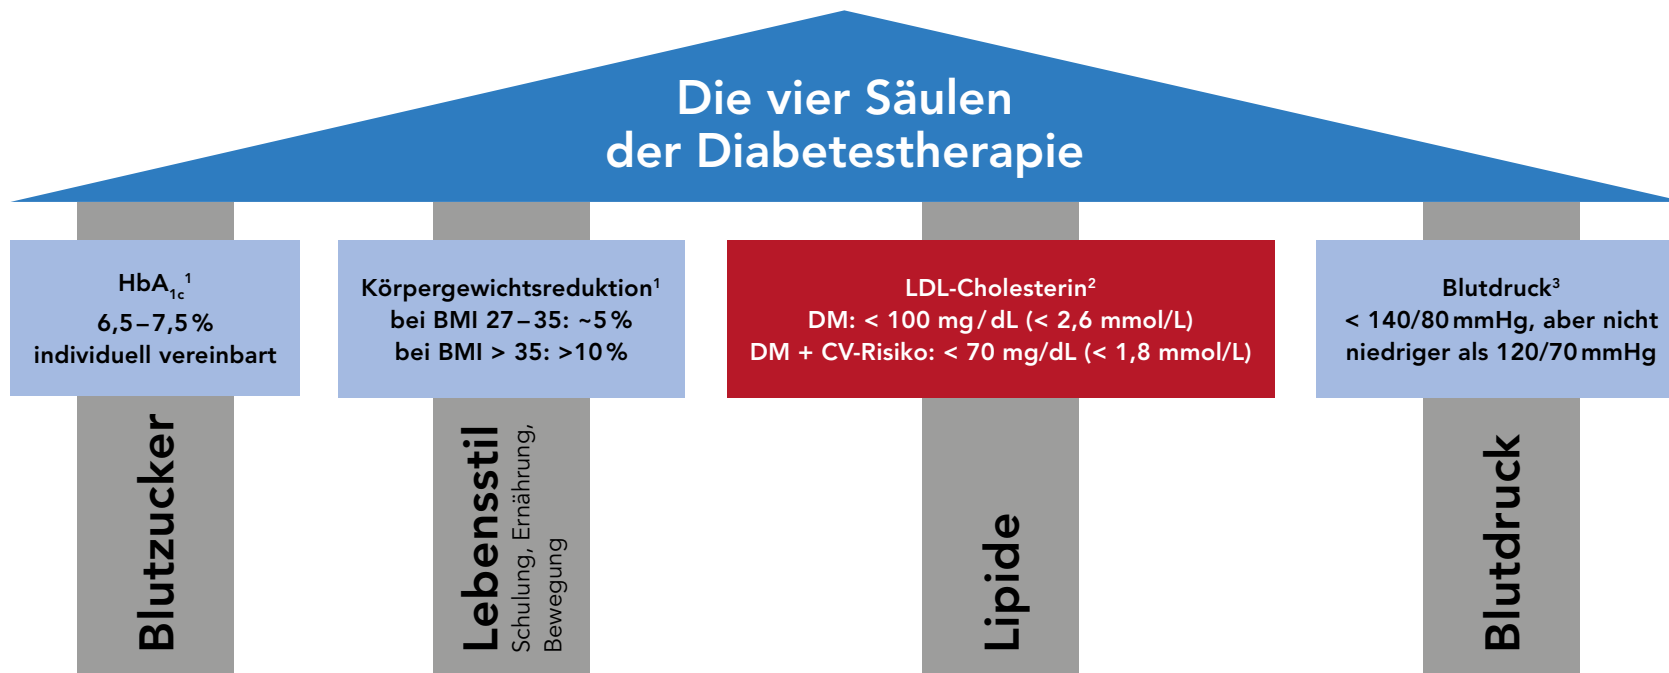 Die vier Säulen
der Diabetestherapie
HbA1c¹
6,5–7,5 %
individuell vereinbart
Körpergewichtsreduktion¹
bei BMI 27–35: ~5 %
bei BMI > 35: >10 %
LDL-Cholesterin²
DM: < 100 mg/dL (< 2,6 mmol/L)
DM + CV-Risiko: < 70 mg/dL (< 1,8 mmol/L)
Blutdruck³
< 140/80 mmHg, aber nicht
niedriger als 120/70 mmHg
Blutzucker
Lebensstil
Schulung, Ernährung,
Bewegung
Lipide
Blutdruck